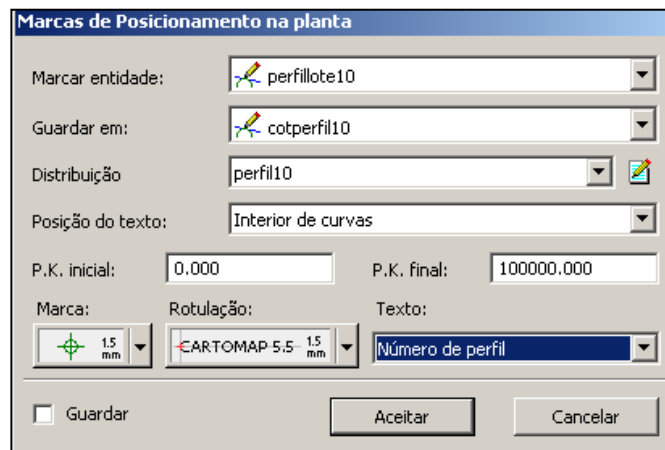 Marcas de Posicionamento na planta
Marcar entidade: perfillote10
Guardar em: cotperfil10
Distribuição perfil10
Posição do texto: Interior de curvas
P.K. inicial: 0.000 P.K. final: 100000.000
Marca: Rotulação: Texto:
1.5 mm CARTOMAP 5.5 1.5 mm Número de perfil
Guardar Aceitar Cancelar